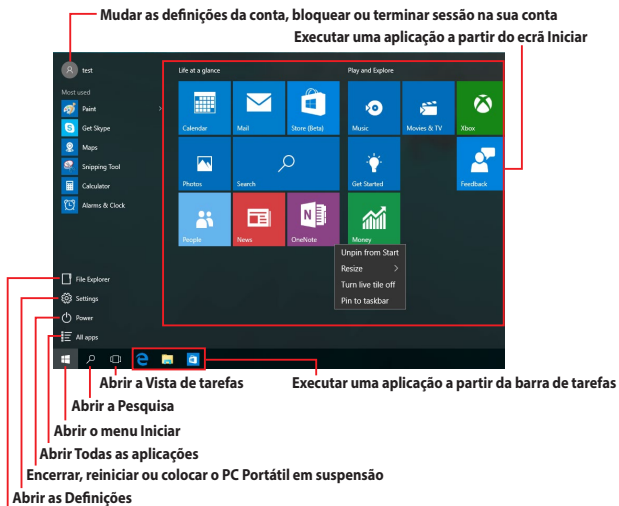 Mudar as definições da conta, bloquear ou terminar sessão na sua conta
Executar uma aplicação a partir do ecrã Iniciar
test
Life at a glance
Play and Explore
Most used
Paint
Get Skype
Maps
Snipping Tool
Calculator
Alarms & Clock
Calendar
Mail
Store (Beta)
Music
Movies & TV
Xbox
Photos
Search
Get Started
Feedback
People
News
OneNote
Money
Unpin from Start
Resize
Turn live tile off
Pin to taskbar
File Explorer
Settings
Power
All apps
Abrir a Vista de tarefas
Executar uma aplicação a partir da barra de tarefas
Abrir a Pesquisa
Abrir o menu Iniciar
Abrir Todas as aplicações
Encerrar, reiniciar ou colocar o PC Portátil em suspensão
Abrir as Definições